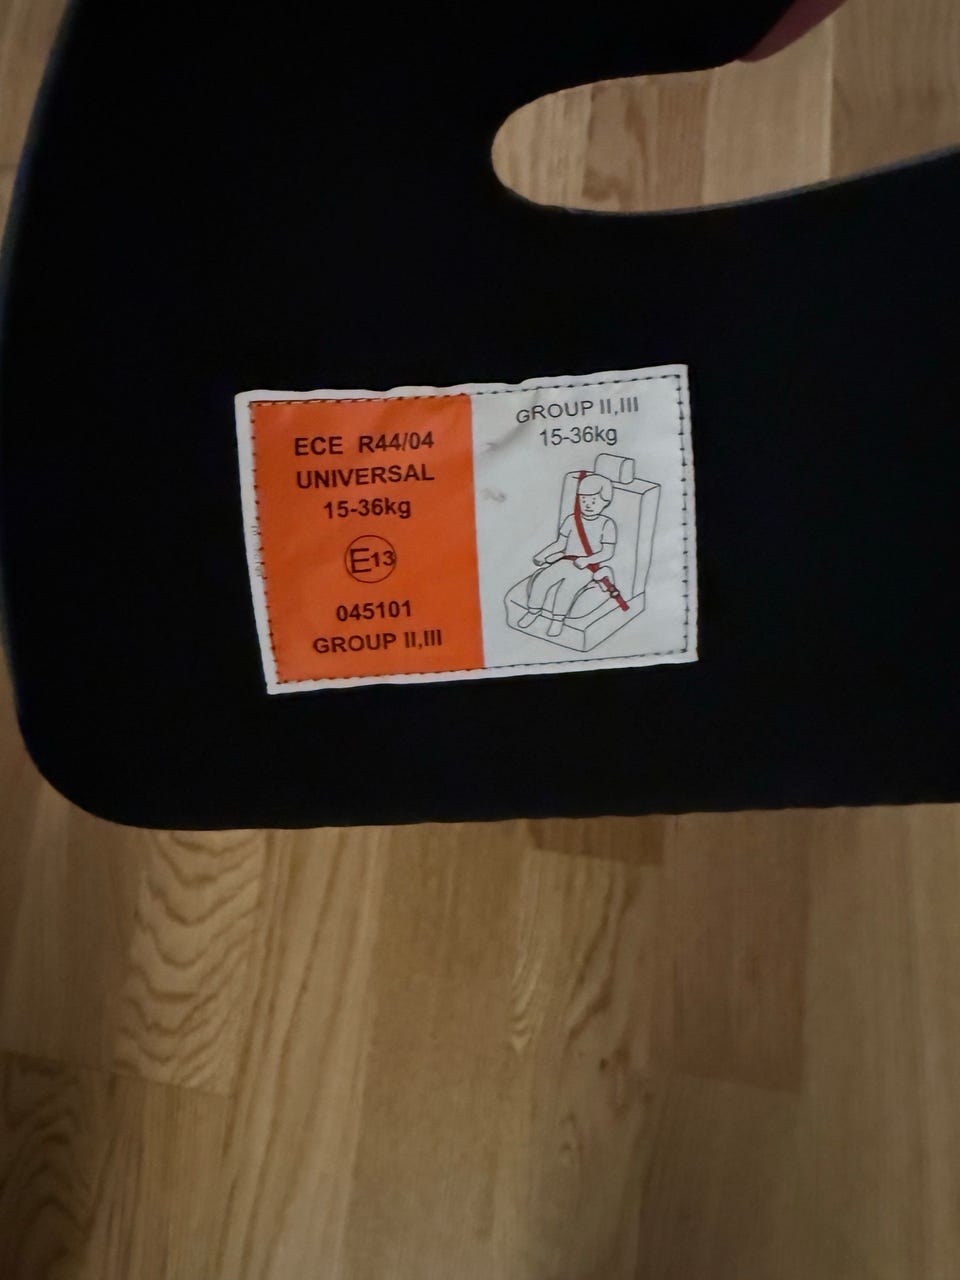 ECE R44/04
UNIVERSAL
15-36kg
E13
045101
GROUP II,III
GROUP II,III
15-36kg